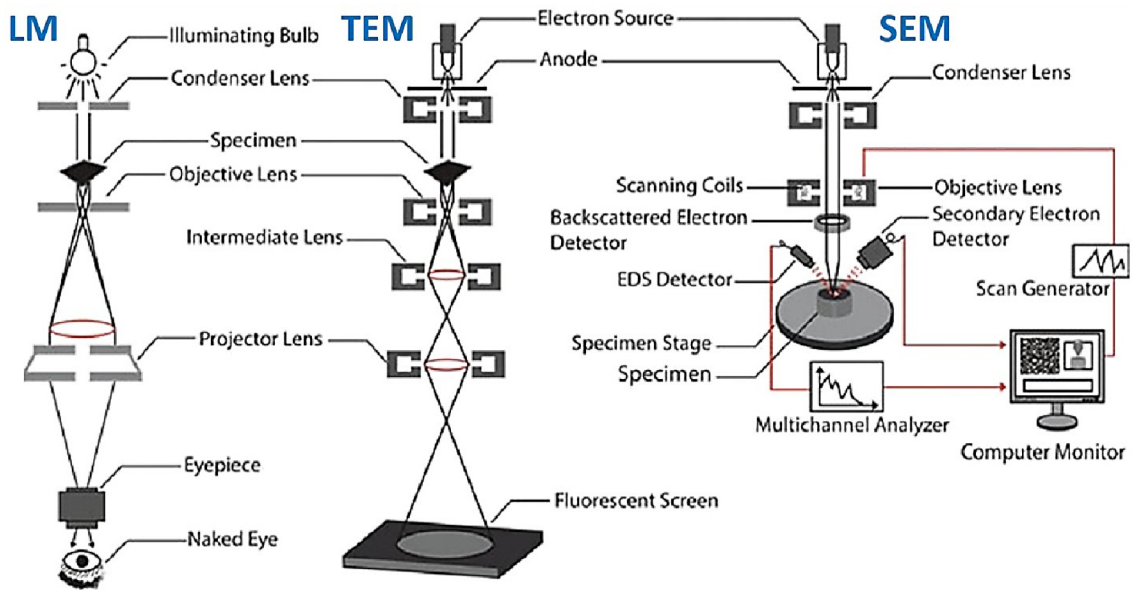 LM
TEM
SEM
Illuminating Bulb
Condenser Lens
Specimen
Objective Lens
Intermediate Lens
Projector Lens
Eyepiece
Naked Eye
Electron Source
Anode
Fluorescent Screen
Condenser Lens
Scanning Coils
Objective Lens
Backscattered Electron
Detector
Secondary Electron
Detector
EDS Detector
Scan Generator
Specimen Stage
Specimen
Multichannel Analyzer
Computer Monitor